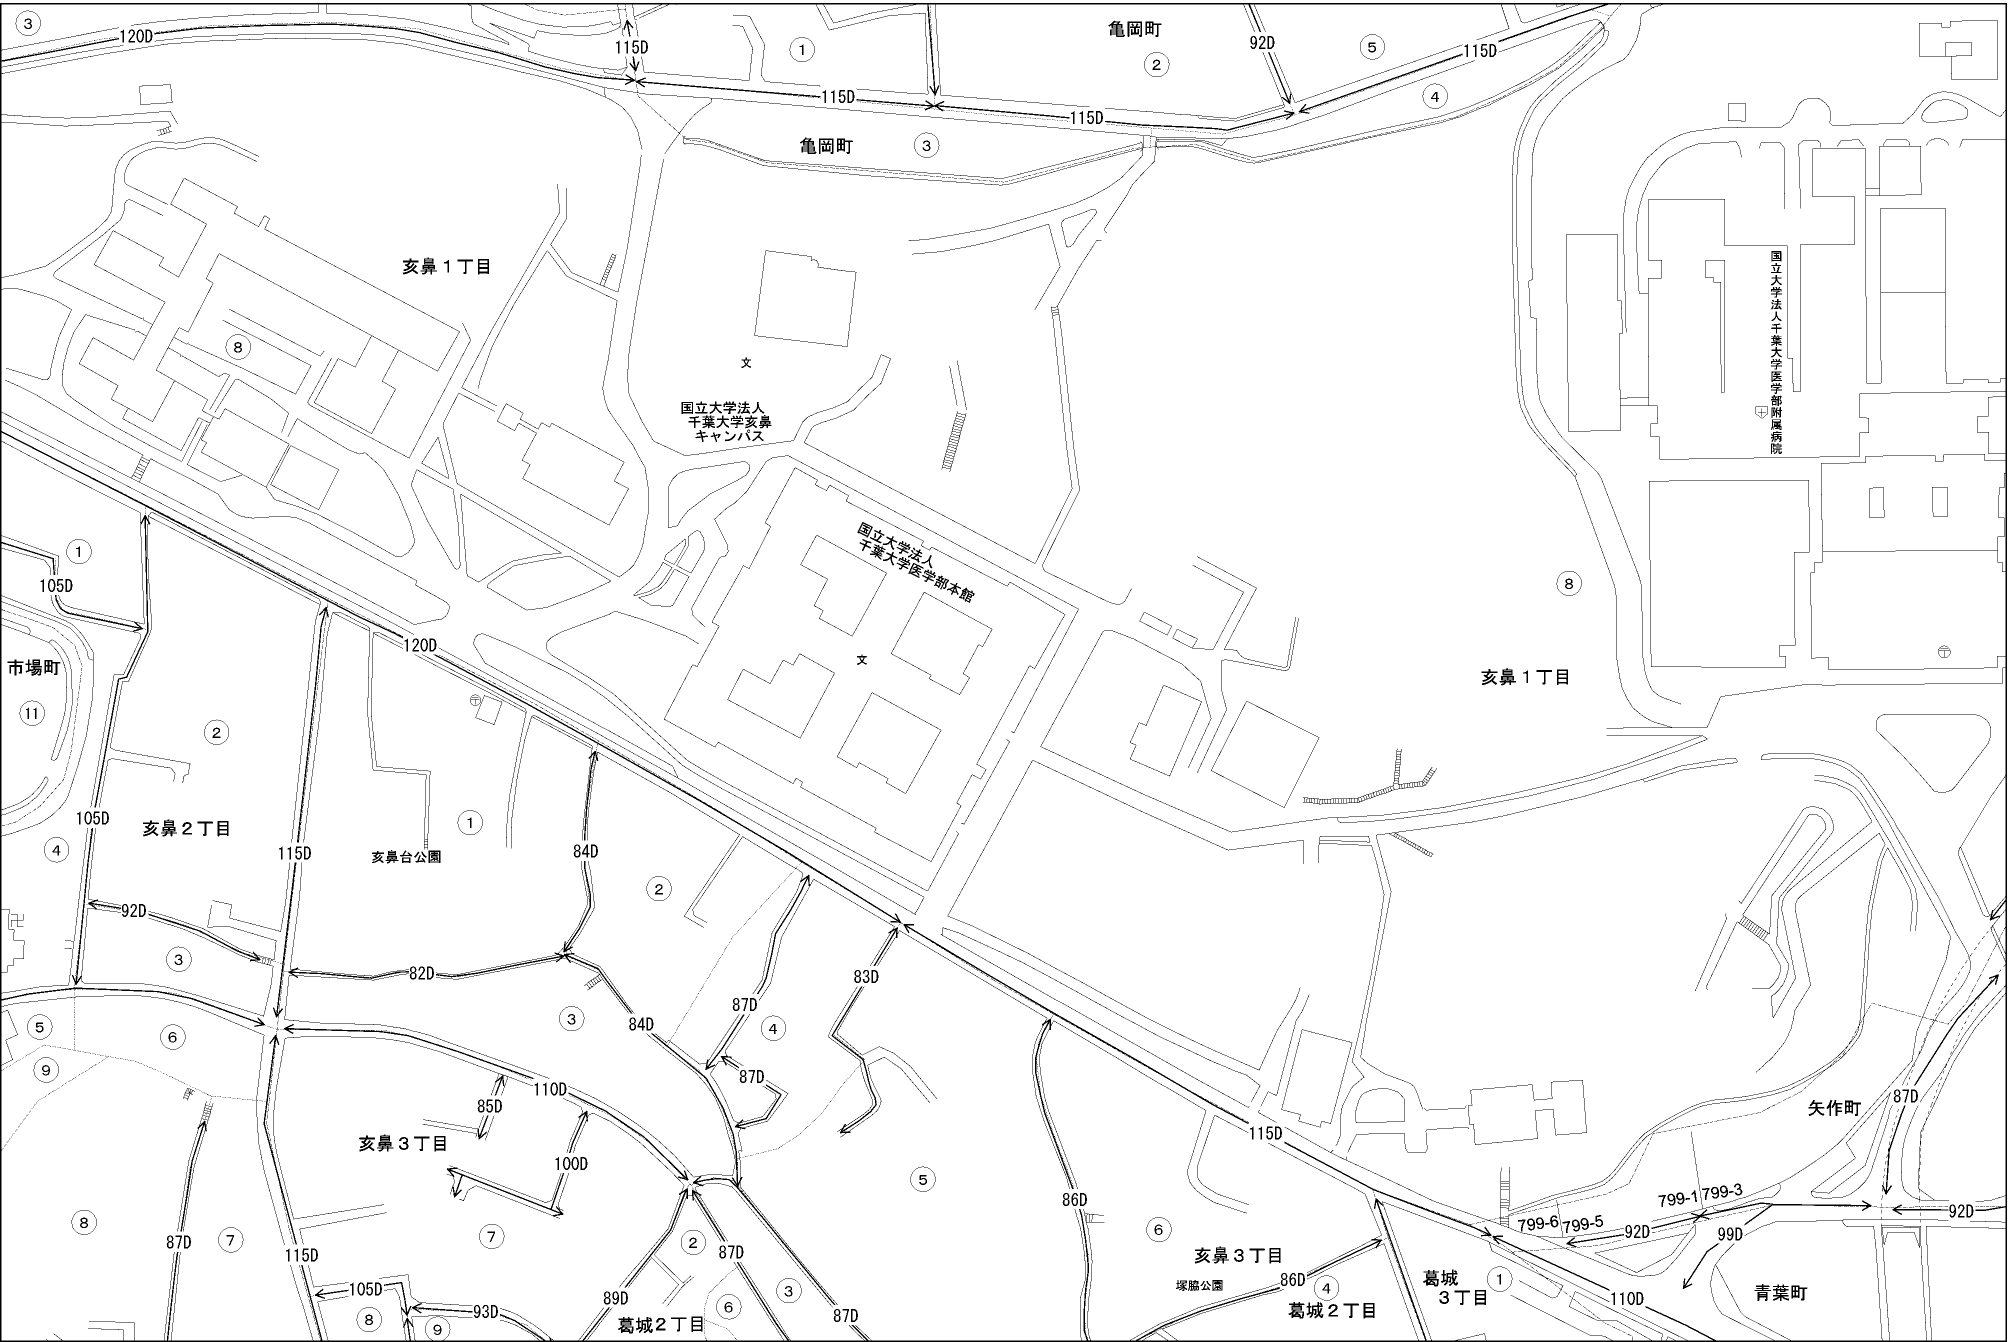 ③
120D
115D
①
亀岡町
②
92D
⑤
115D
115D
115D
④
亀岡町
③
亥鼻１丁目
国立大学法人千葉大学医学部附属病院
⑧
文
国立大学法人
千葉大学亥鼻
キャンパス
国立大学法人
千葉大学医学部本館
①
105D
⑧
120D
市場町
文
亥鼻１丁目
⑪
②
105D
亥鼻２丁目
115D
①
亥鼻台公園
84D
④
②
92D
③
82D
83D
87D
⑤
⑥
③
84D
④
⑨
87D
110D
85D
87D
矢作町
亥鼻３丁目
115D
100D
⑤
86D
799-1
799-3
⑧
87D
⑦
⑦
②
87D
⑥
799-6
799-5
92D
92D
99D
115D
亥鼻３丁目
塚脇公園
86D
④
葛城
３丁目
①
105D
89D
⑥
③
110D
青葉町
⑧
93D
⑨
葛城２丁目
87D
葛城２丁目